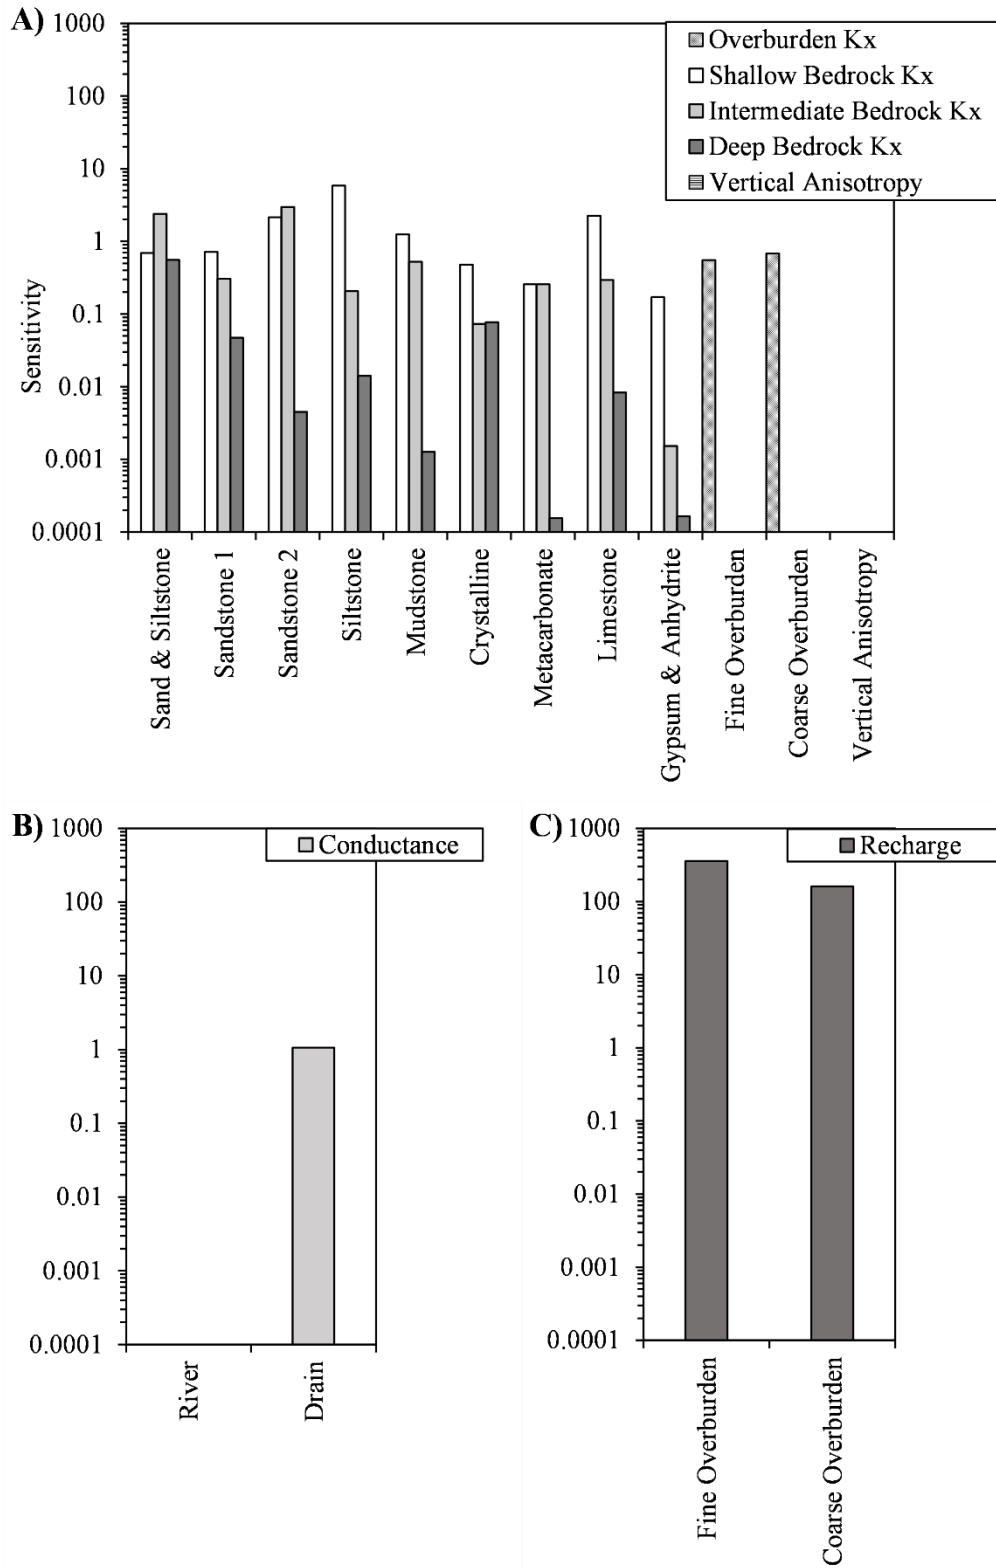 A)
1000
100
10
1
0.1
0.01
0.001
0.0001
Sensitivity
Overburden Kx
Shallow Bedrock Kx
Intermediate Bedrock Kx
Deep Bedrock Kx
Vertical Anisotropy
Sand & Siltstone
Sandstone 1
Sandstone 2
Siltstone
Mudstone
Crystalline
Metacarbonate
Limestone
Gypsum & Anhydrite
Fine Overburden
Coarse Overburden
Vertical Anisotropy
B)
1000
100
10
1
0.1
0.01
0.001
0.0001
Conductance
River
Drain
C)
1000
100
10
1
0.1
0.01
0.001
0.0001
Recharge
Fine Overburden
Coarse Overburden